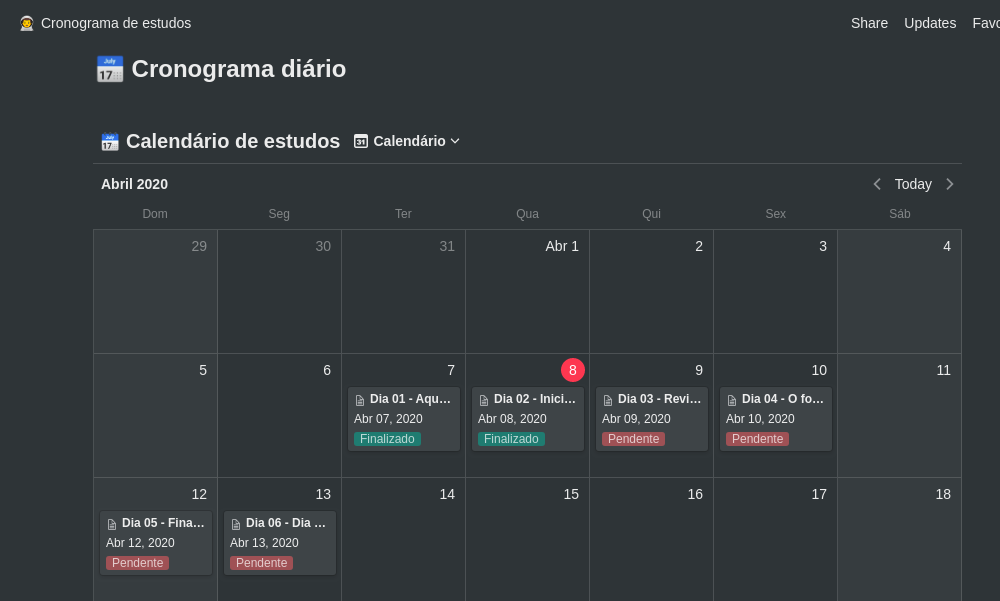 Cronograma de estudos
Share Updates
Cronograma diário
Calendário de estudos Calendário
Abril 2020
Today
Dom Seg Ter Qua Qui Sex Sáb
29 30 31 Abr 1 2 3 4
5 6 7 8 9 10 11
Dia 01 - Aqu... Dia 02 - Inici... Dia 03 - Revi... Dia 04 - O fo...
Abr 07, 2020 Abr 08, 2020 Abr 09, 2020 Abr 10, 2020
Finalizado Finalizado Pendente Pendente
12 13 14 15 16 17 18
Dia 05 - Fina... Dia 06 - Dia ...
Abr 12, 2020 Abr 13, 2020
Pendente Pendente